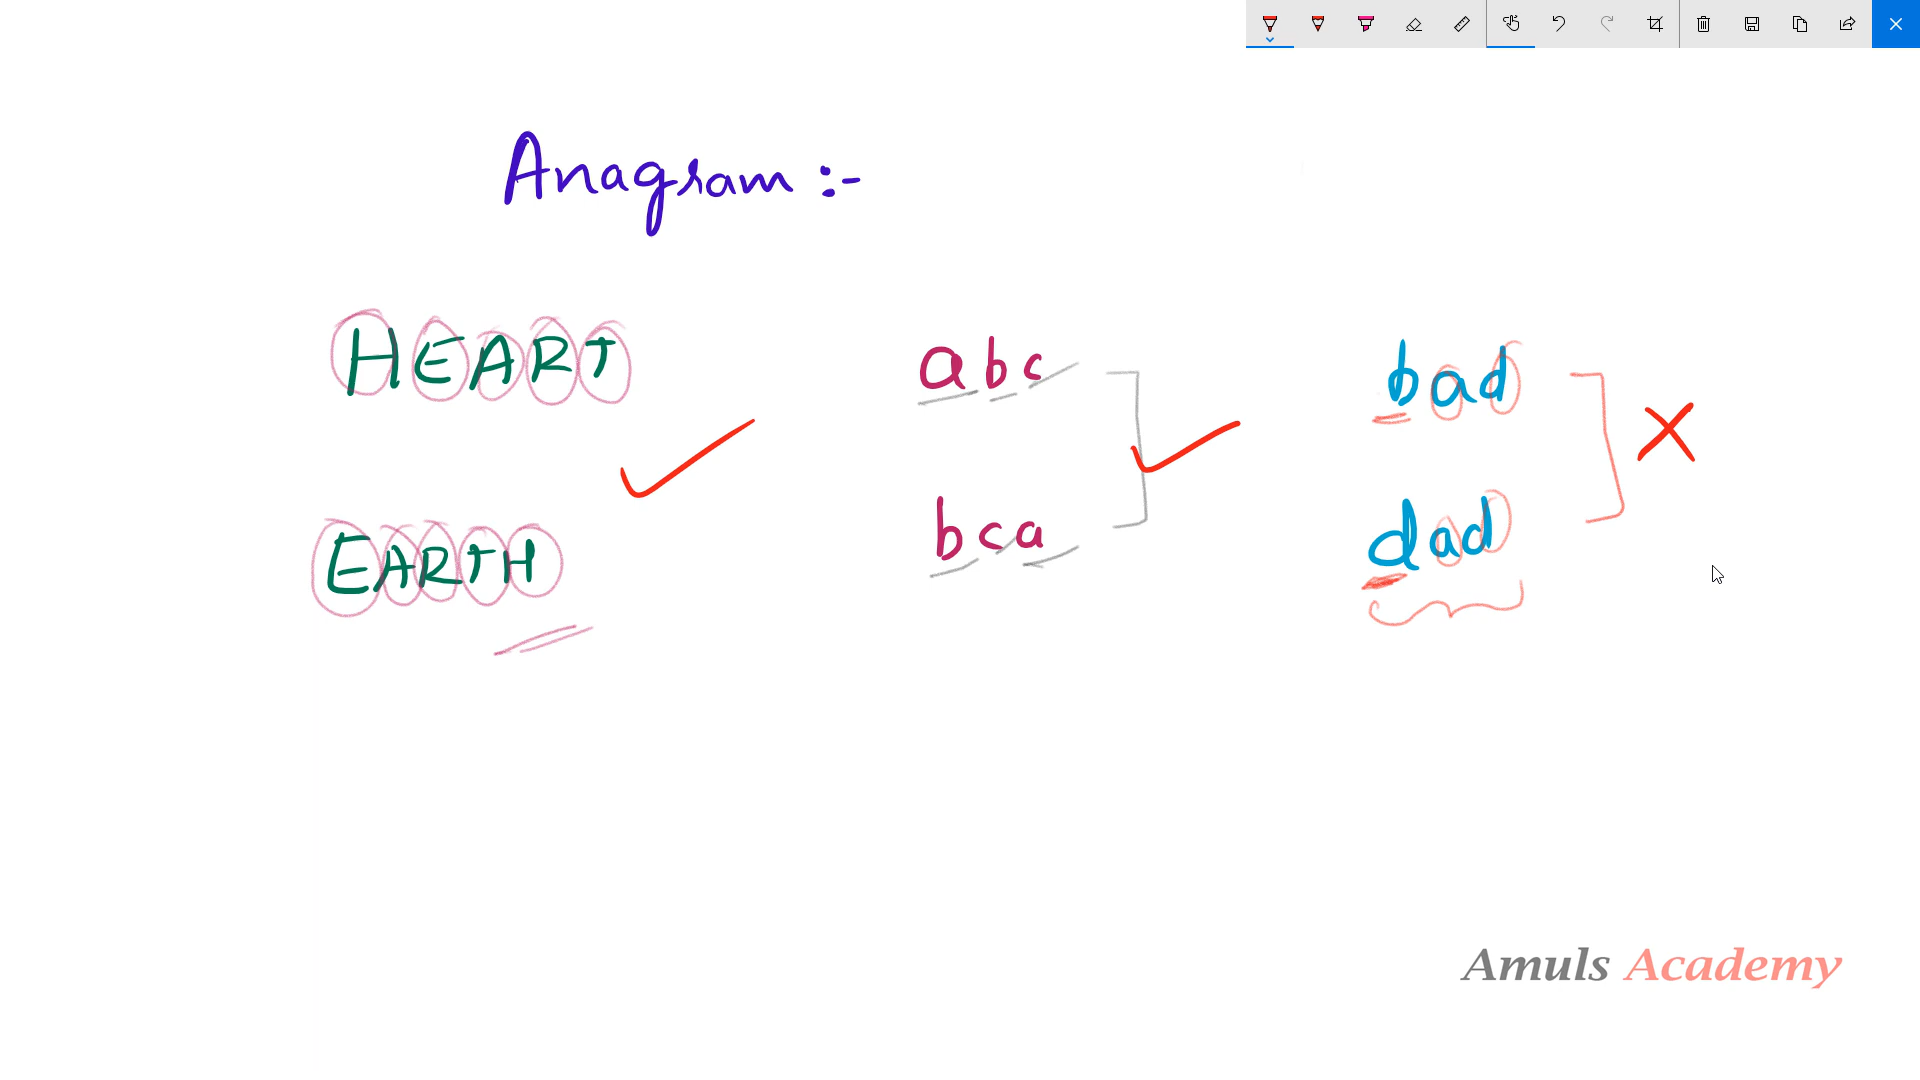 Anagram :-
HEART
EARTH
abc
bca
bad
dad
Amuls Academy